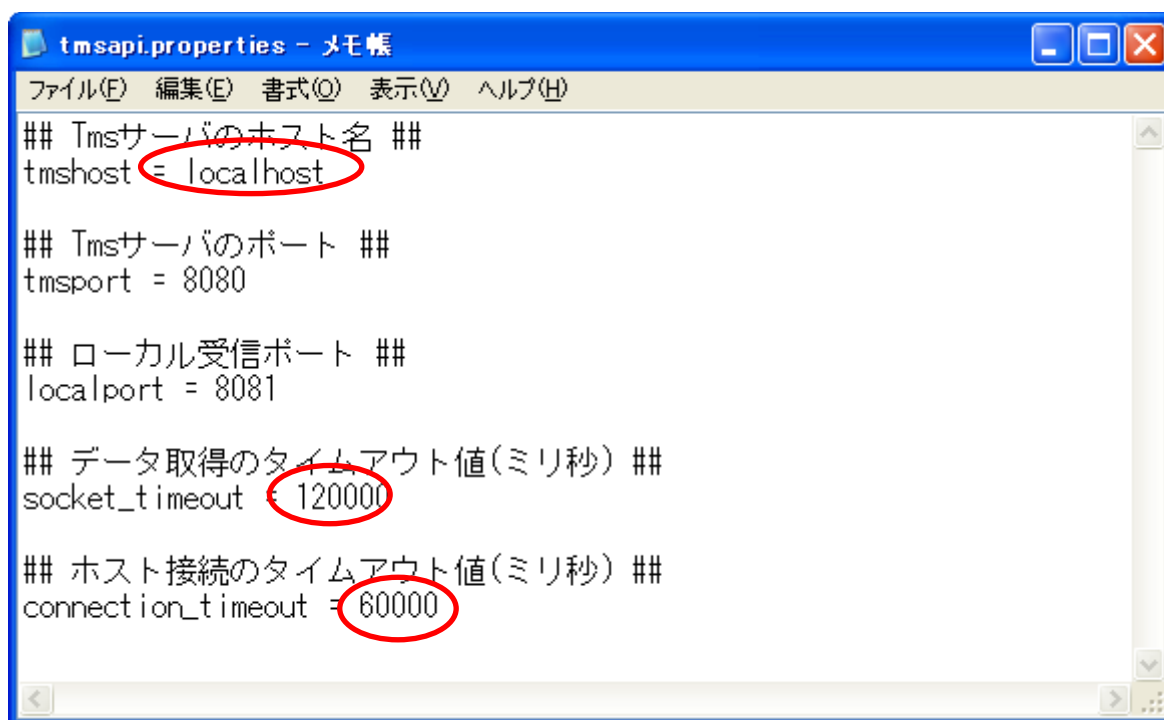 tmsapi.properties - メモ帳
ファイル(F) 編集(E) 書式(O) 表示(V) ヘルプ(H)
## Tmsサーバのホスト名 ##
tmshost = localhost
## Tmsサーバのポート ##
tmsport = 8080
## ローカル受信ポート ##
localport = 8081
## データ取得のタイムアウト値(ミリ秒) ##
socket_timeout = 120000
## ホスト接続のタイムアウト値(ミリ秒) ##
connection_timeout = 60000